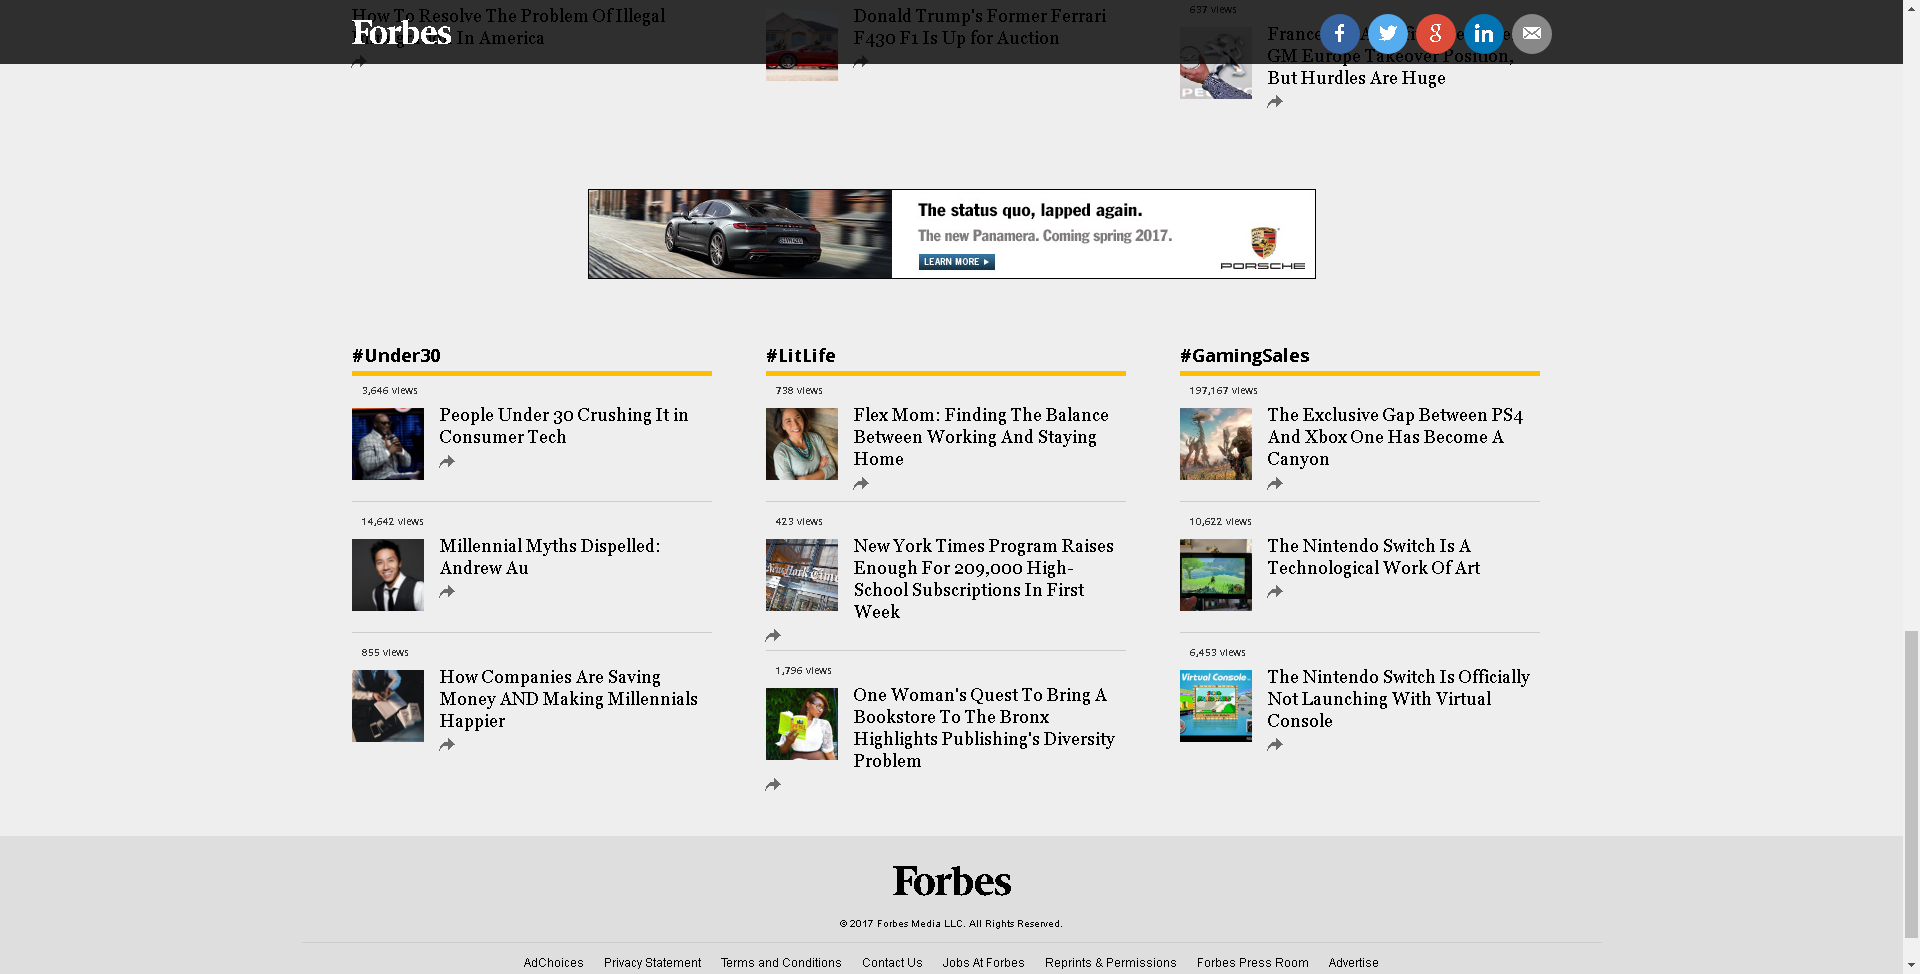 How To Resolve The Problem Of Illegal
In America
Donald Trump's Former Ferrari
F430 F1 Is Up for Auction
637 views
France
GM Europe Takeover Position,
But Hurdles Are Huge
Forbes
The status quo, lapped again.
The new Panamera. Coming spring 2017.
LEARN MORE
PORSCHE
#Under30
3,646 views
People Under 30 Crushing It in
Consumer Tech
14,642 views
Millennial Myths Dispelled:
Andrew Au
855 views
How Companies Are Saving
Money AND Making Millennials
Happier
#LitLife
738 views
Flex Mom: Finding The Balance
Between Working And Staying
Home
423 views
New York Times Program Raises
Enough For 209,000 High-
School Subscriptions In First
Week
1,796 views
One Woman's Quest To Bring A
Bookstore To The Bronx
Highlights Publishing's Diversity
Problem
#GamingSales
197,167 views
The Exclusive Gap Between PS4
And Xbox One Has Become A
Canyon
10,622 views
The Nintendo Switch Is A
Technological Work Of Art
6,453 views
Virtual Console
The Nintendo Switch Is Officially
Not Launching With Virtual
Console
Forbes
© 2017 Forbes Media LLC. All Rights Reserved.
AdChoices Privacy Statement Terms and Conditions Contact Us Jobs At Forbes Reprints & Permissions Forbes Press Room Advertise